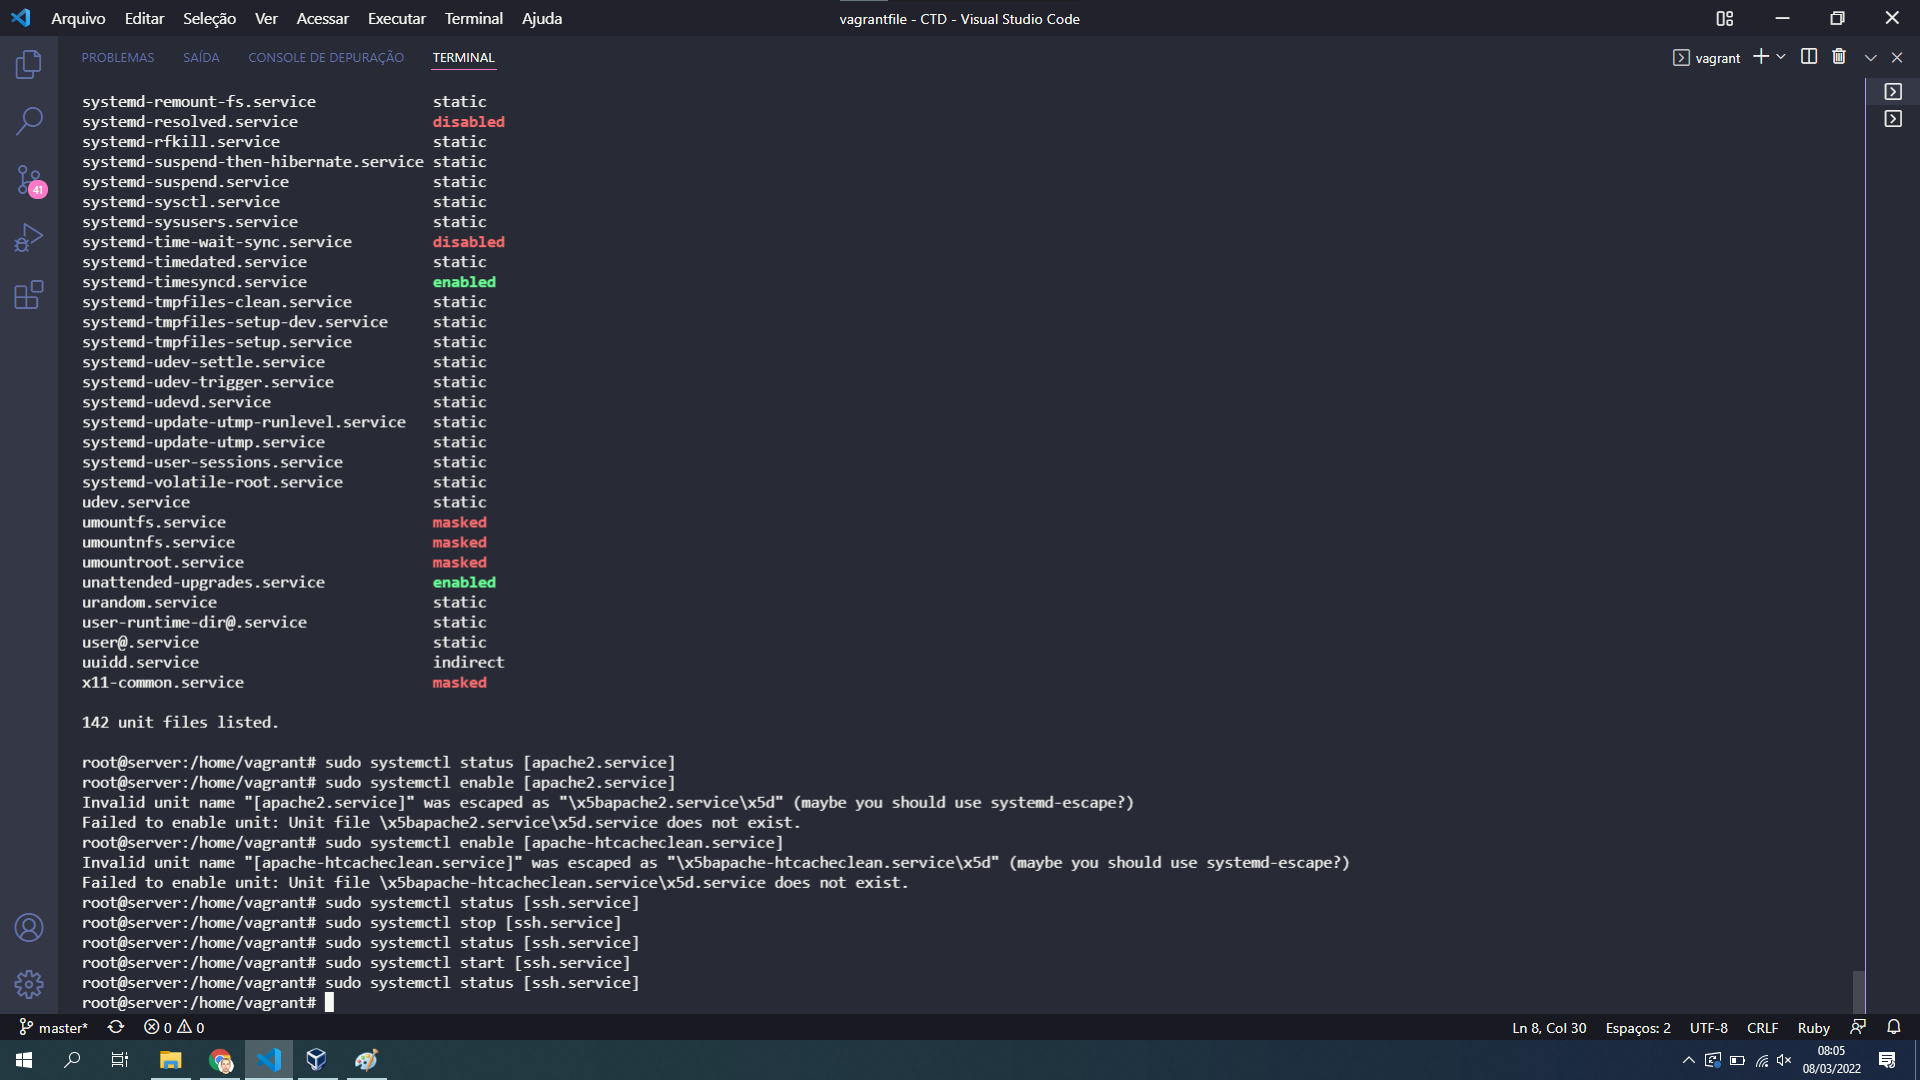 Arquivo Editar Seleção Ver Acessar Executar Terminal Ajuda
vagrantfile - CTD - Visual Studio Code
PROBLEMAS SAÍDA CONSOLE DE DEPURAÇÃO TERMINAL
vagrant
systemd-remount-fs.service static
systemd-resolved.service disabled
systemd-rfkill.service static
systemd-suspend-then-hibernate.service static
systemd-suspend.service static
systemd-sysctl.service static
systemd-sysusers.service static
systemd-time-wait-sync.service disabled
systemd-timedated.service static
systemd-timesyncd.service enabled
systemd-tmpfiles-clean.service static
systemd-tmpfiles-setup-dev.service static
systemd-tmpfiles-setup.service static
systemd-udev-settle.service static
systemd-udev-trigger.service static
systemd-udevd.service static
systemd-update-utmp-runlevel.service static
systemd-update-utmp.service static
systemd-user-sessions.service static
systemd-volatile-root.service static
udev.service static
umountfs.service masked
umountnfs.service masked
umountroot.service masked
unattended-upgrades.service enabled
urandom.service static
user-runtime-dir@.service static
user@.service static
uuidd.service indirect
x11-common.service masked
142 unit files listed.
root@server:/home/vagrant# sudo systemctl status [apache2.service]
root@server:/home/vagrant# sudo systemctl enable [apache2.service]
Invalid unit name "[apache2.service]" was escaped as "\x5bapache2.service\x5d" (maybe you should use systemd-escape?)
Failed to enable unit: Unit file \x5bapache2.service\x5d.service does not exist.
root@server:/home/vagrant# sudo systemctl enable [apache-htcacheclean.service]
Invalid unit name "[apache-htcacheclean.service]" was escaped as "\x5bapache-htcacheclean.service\x5d" (maybe you should use systemd-escape?)
Failed to enable unit: Unit file \x5bapache-htcacheclean.service\x5d.service does not exist.
root@server:/home/vagrant# sudo systemctl status [ssh.service]
root@server:/home/vagrant# sudo systemctl stop [ssh.service]
root@server:/home/vagrant# sudo systemctl status [ssh.service]
root@server:/home/vagrant# sudo systemctl start [ssh.service]
root@server:/home/vagrant# sudo systemctl status [ssh.service]
root@server:/home/vagrant#
41
master* 0 0
Ln 8, Col 30 Espaços: 2 UTF-8 CRLF Ruby
08:05
08/03/2022